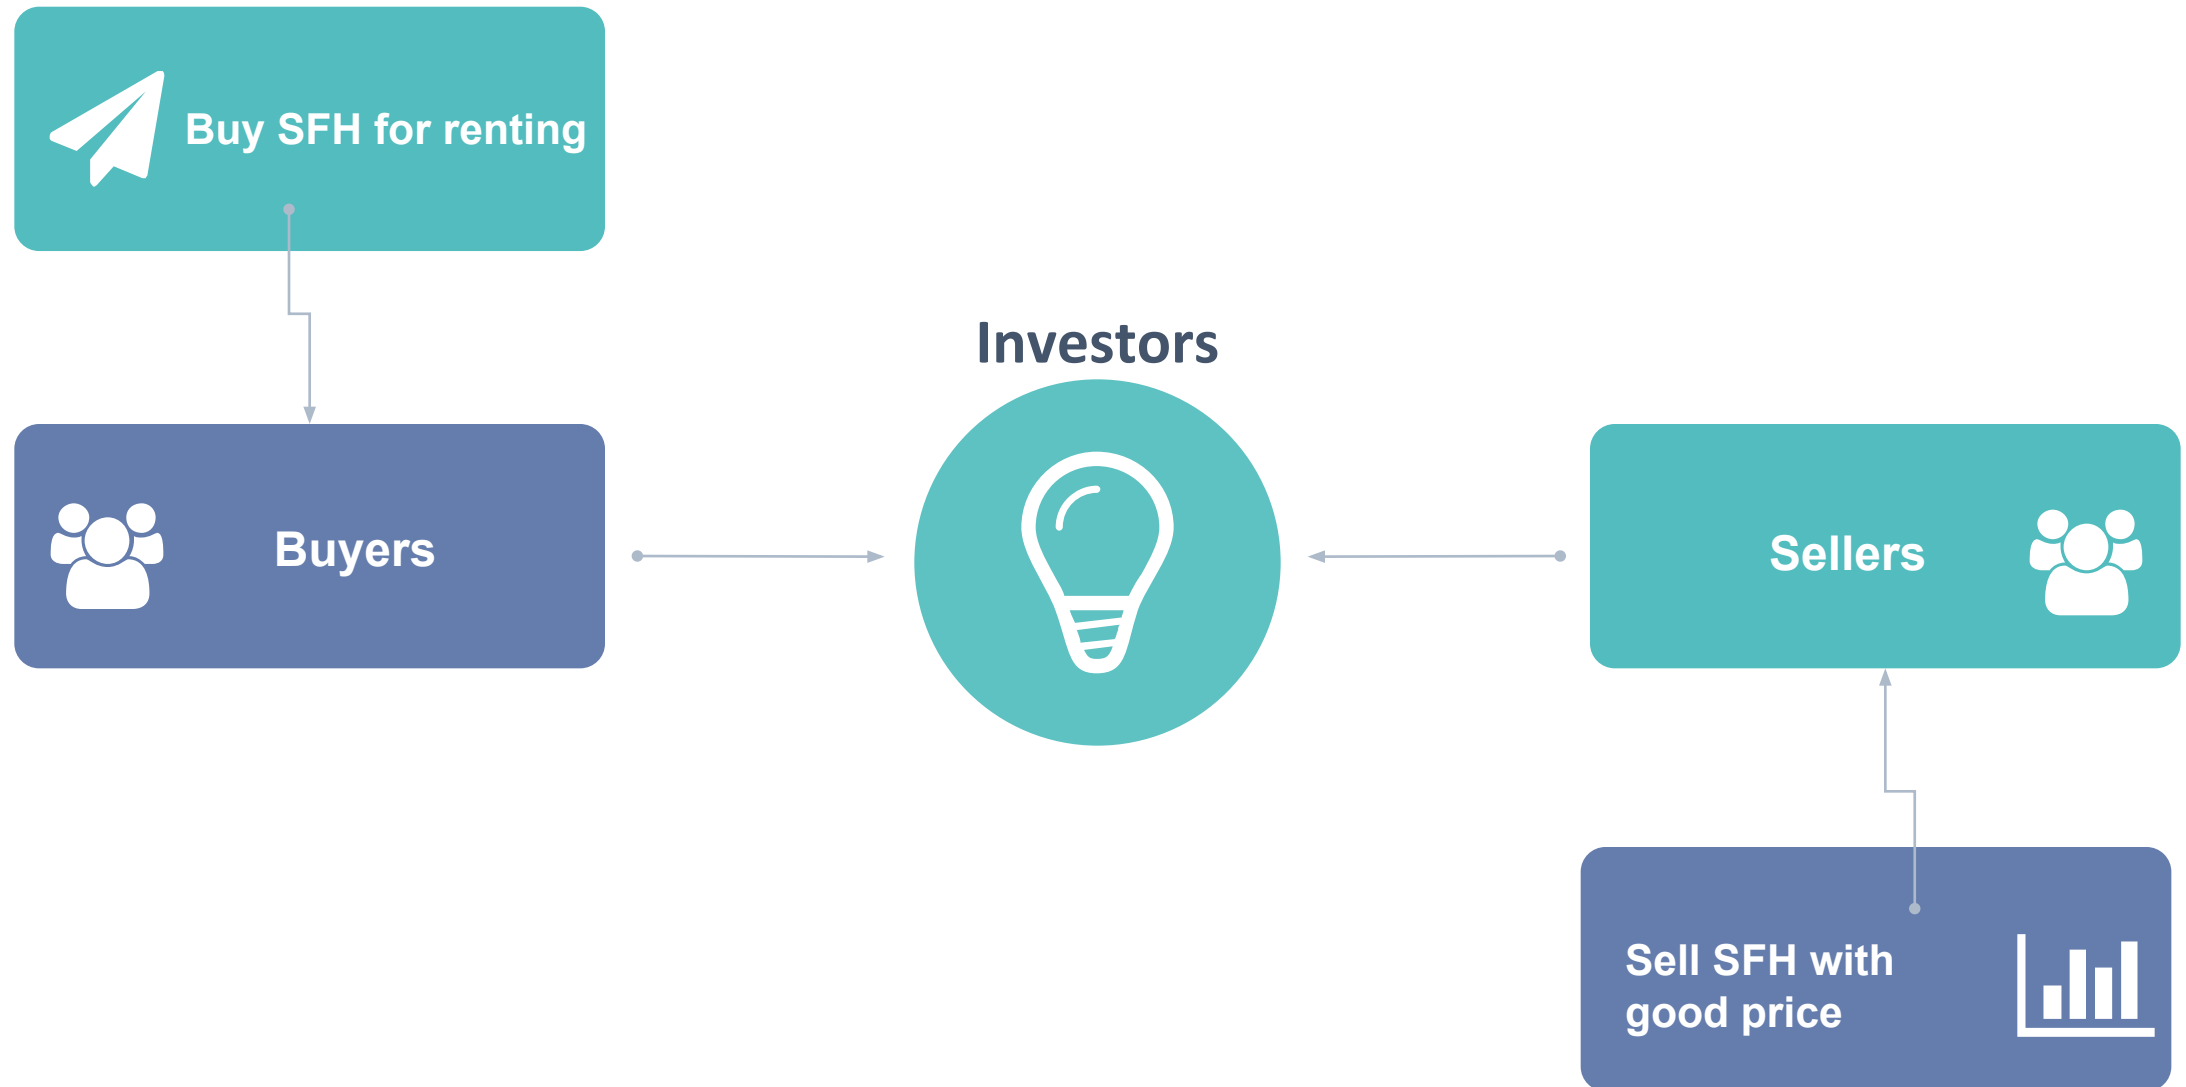 Buy SFH for renting
Investors
Buyers
Sellers
Sell SFH with
good price